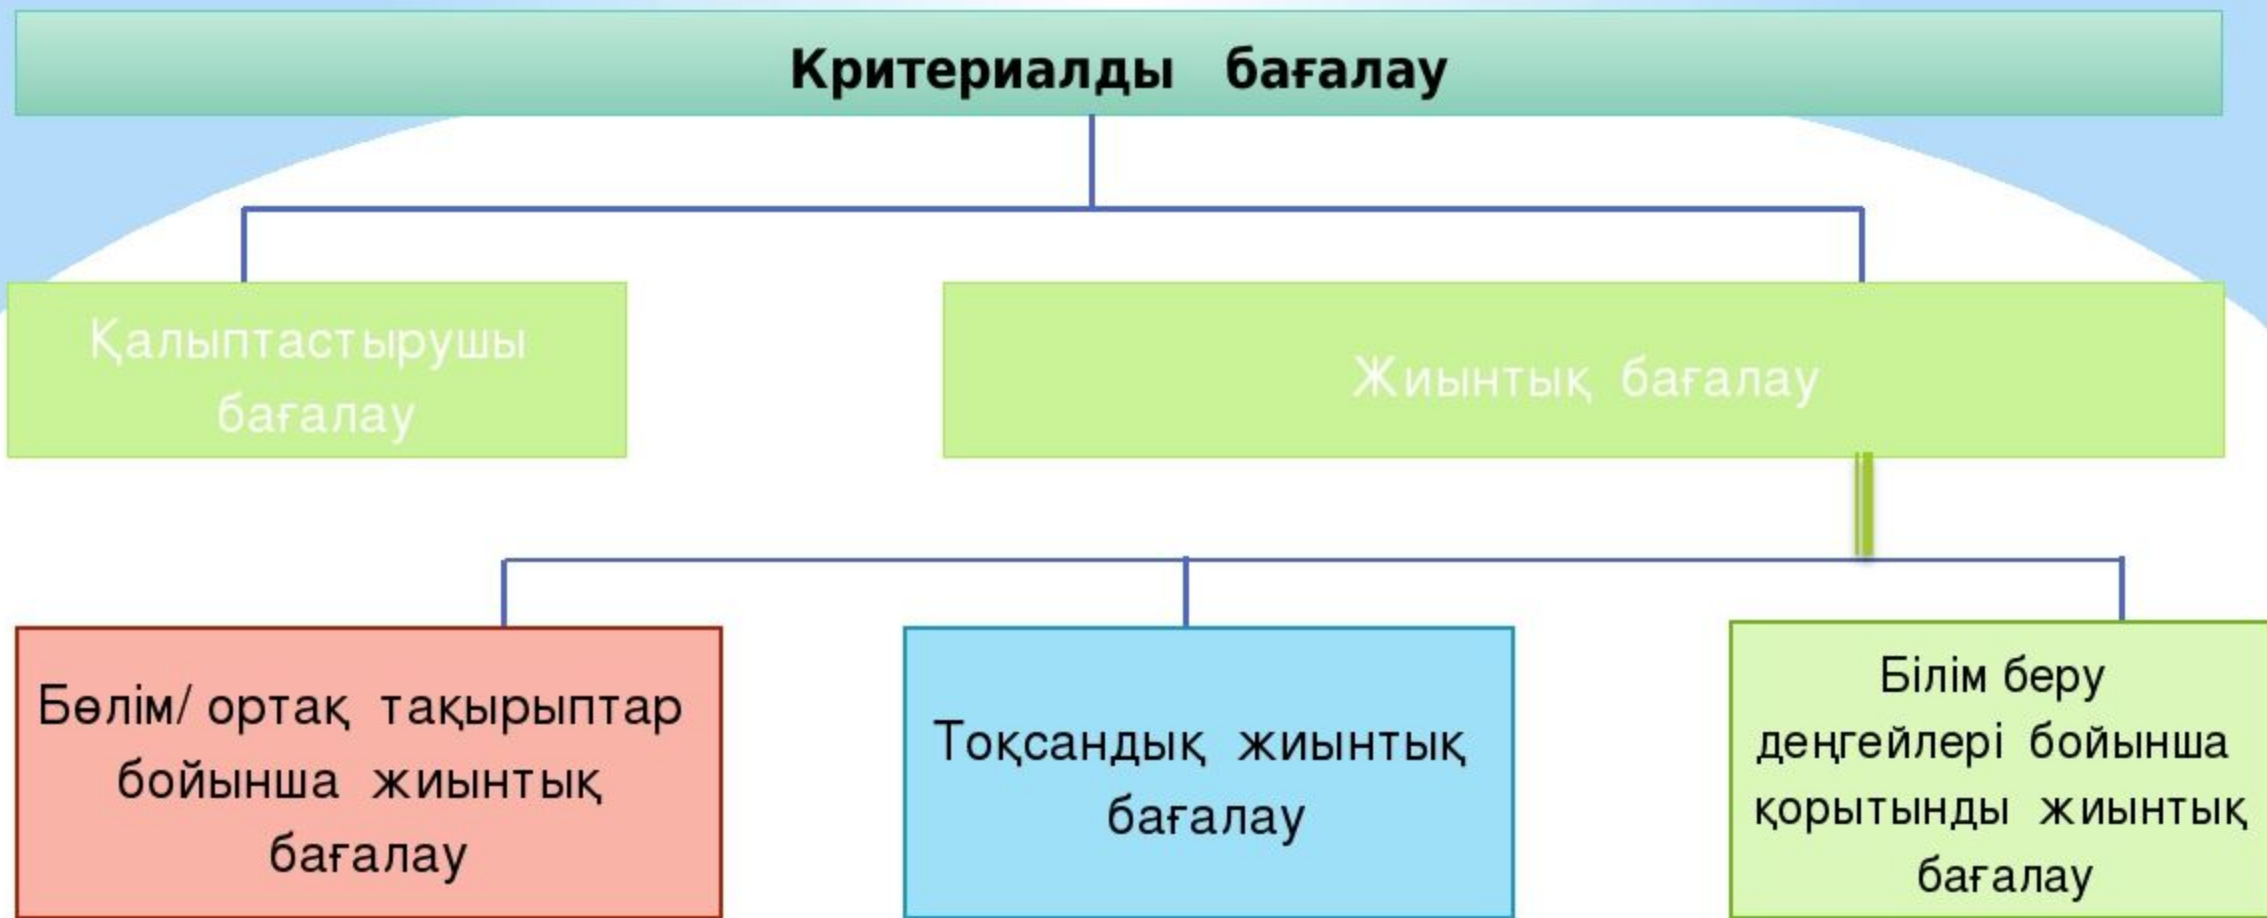 Критериалды бағалау
Қалыптастырушы
бағалау
Жиынтық бағалау
Бөлім/ ортақ тақырыптар
бойынша жиынтық
бағалау
Тоқсандық жиынтық
бағалау
Білім беру
деңгейлері бойынша
қорытынды жиынтық
бағалау